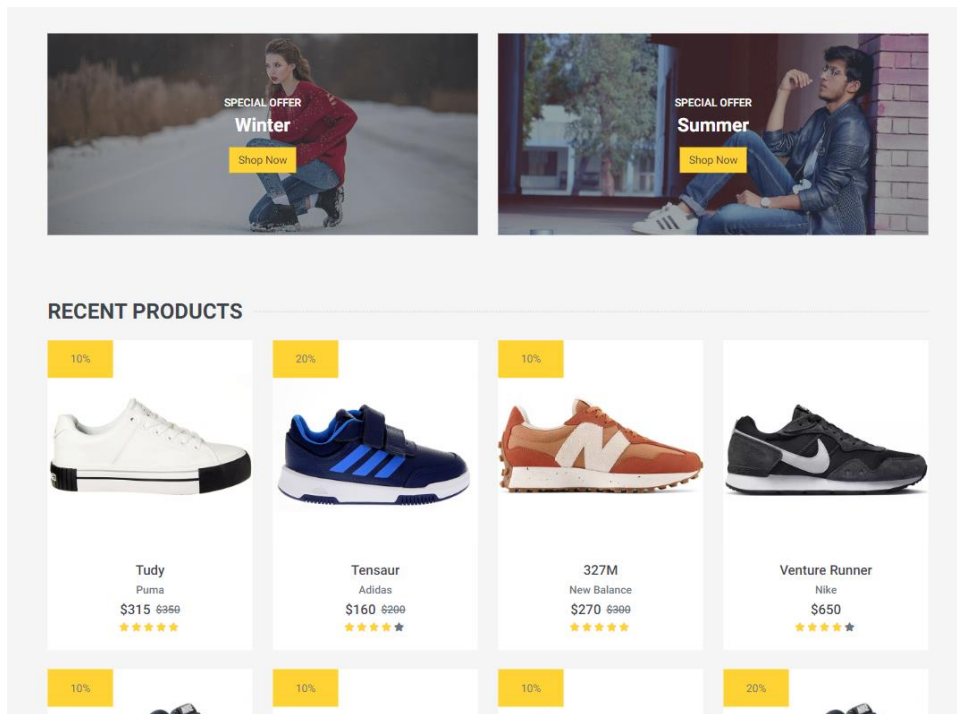 SPECIAL OFFER
Winter
Shop Now
SPECIAL OFFER
Summer
Shop Now
RECENT PRODUCTS
10%
20%
10%
Tudy
Puma
$315 $350
Tensaur
Adidas
$160 $200
327M
New Balance
$270 $300
Venture Runner
Nike
$650
10%
10%
10%
20%